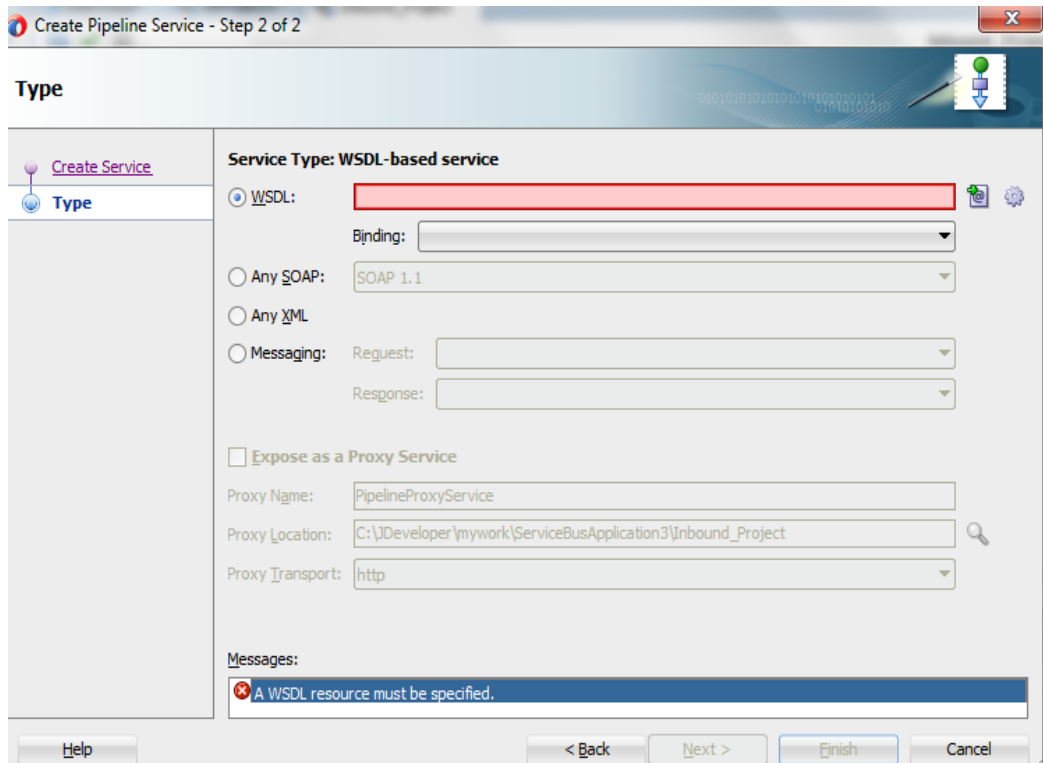 Create Pipeline Service - Step 2 of 2
Type
Create Service
Type
Service Type: WSDL-based service
WSDL:
Binding:
Any SOAP: SOAP 1.1
Any XML
Messaging: Request:
Response:
Expose as a Proxy Service
Proxy Name: PipelineProxyService
Proxy Location: C:\JDeveloper\mywork\ServiceBusApplication3\Inbound_Project
Proxy Transport: http
Messages:
A WSDL resource must be specified.
Help < Back Next > Finish Cancel